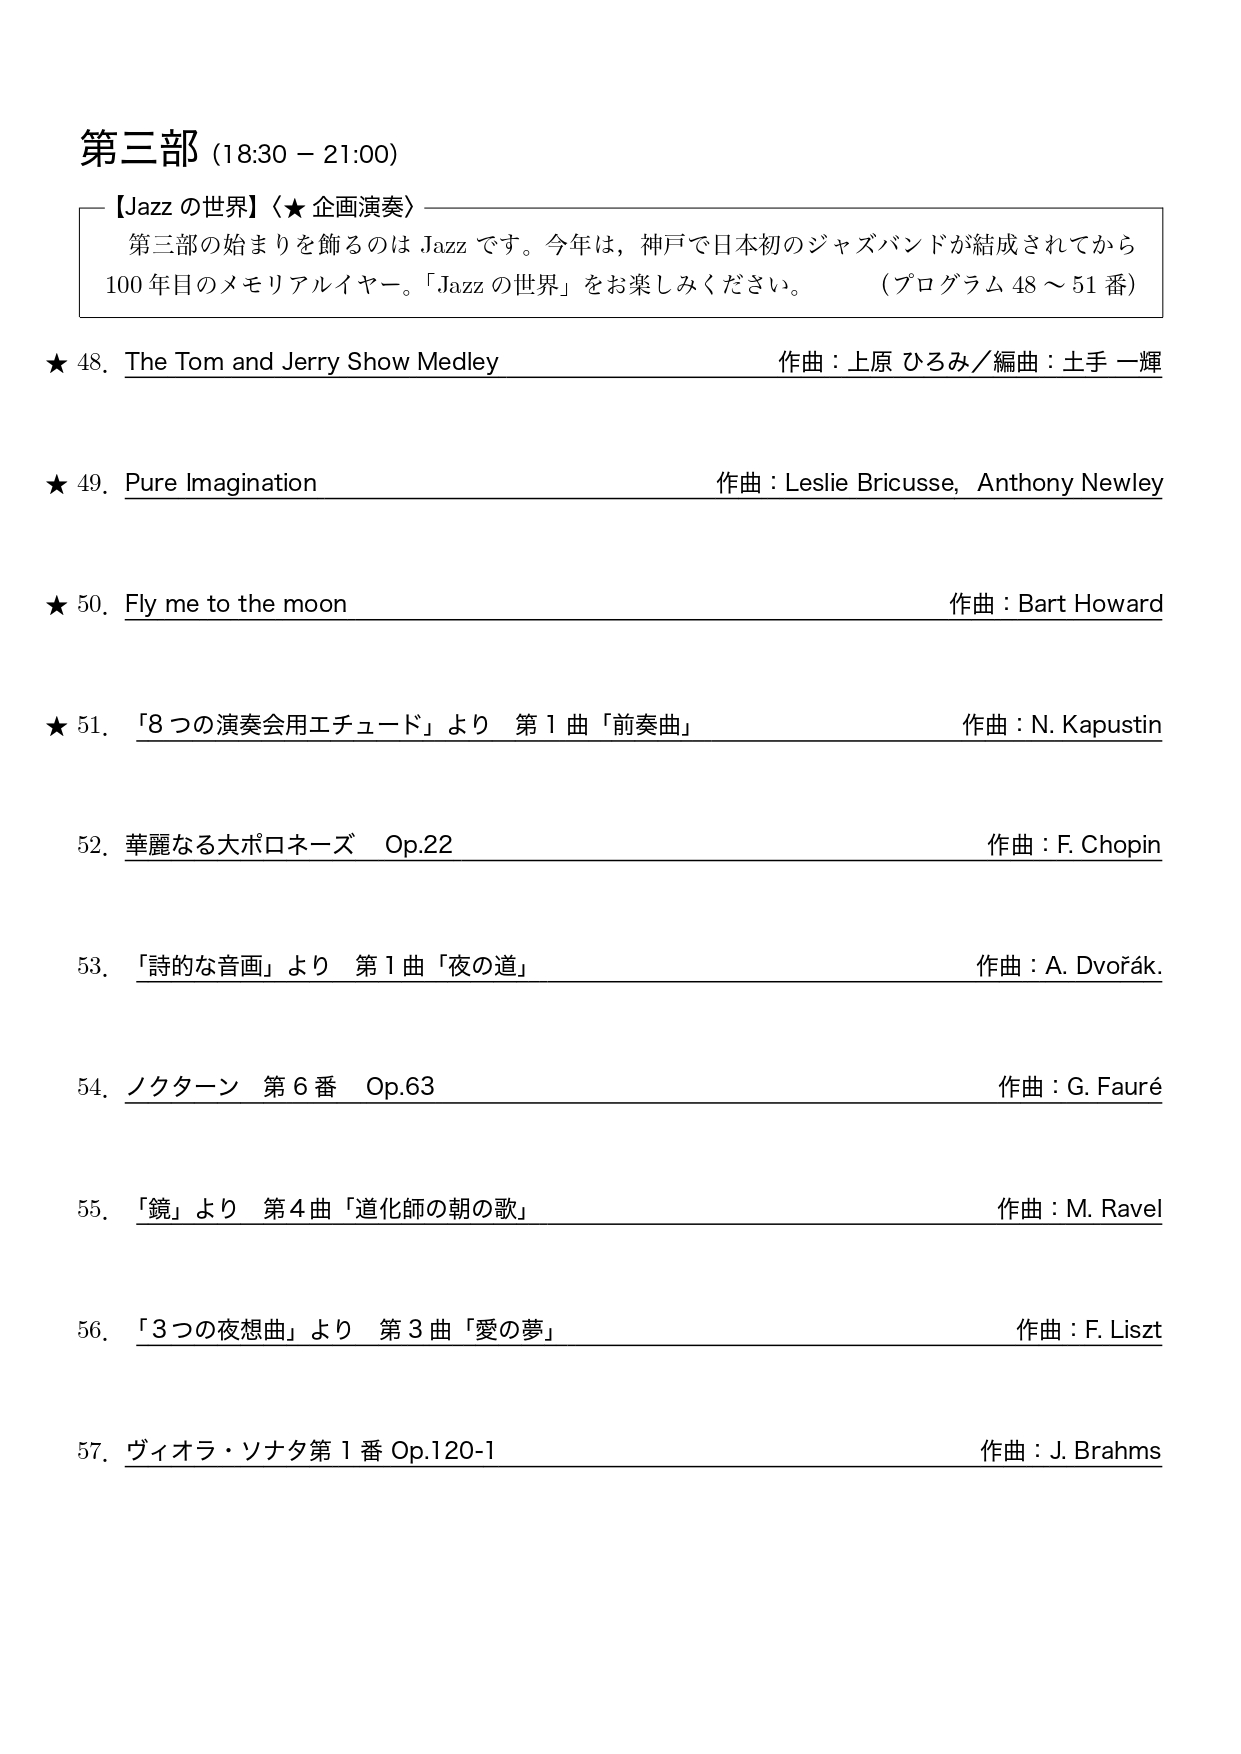 第三部（18:30 − 21:00）
【Jazz の世界】〈★ 企画演奏〉
第三部の始まりを飾るのは Jazz です。今年は，神戸で日本初のジャズバンドが結成されてから
100 年目のメモリアルイヤー。「Jazz の世界」をお楽しみください。　（プログラム 48 〜 51 番）
★ 48．The Tom and Jerry Show Medley　作曲：上原 ひろみ／編曲：土手 一輝
★ 49．Pure Imagination　作曲：Leslie Bricusse，Anthony Newley
★ 50．Fly me to the moon　作曲：Bart Howard
★ 51．「8 つの演奏会用エチュード」より　第 1 曲「前奏曲」　作曲：N. Kapustin
52．華麗なる大ポロネーズ　Op.22　作曲：F. Chopin
53．「詩的な音画」より　第 1 曲「夜の道」　作曲：A. Dvořák.
54．ノクターン　第 6 番　Op.63　作曲：G. Fauré
55．「鏡」より　第４曲「道化師の朝の歌」　作曲：M. Ravel
56．「３つの夜想曲」より　第 3 曲「愛の夢」　作曲：F. Liszt
57．ヴィオラ・ソナタ第 1 番 Op.120-1　作曲：J. Brahms